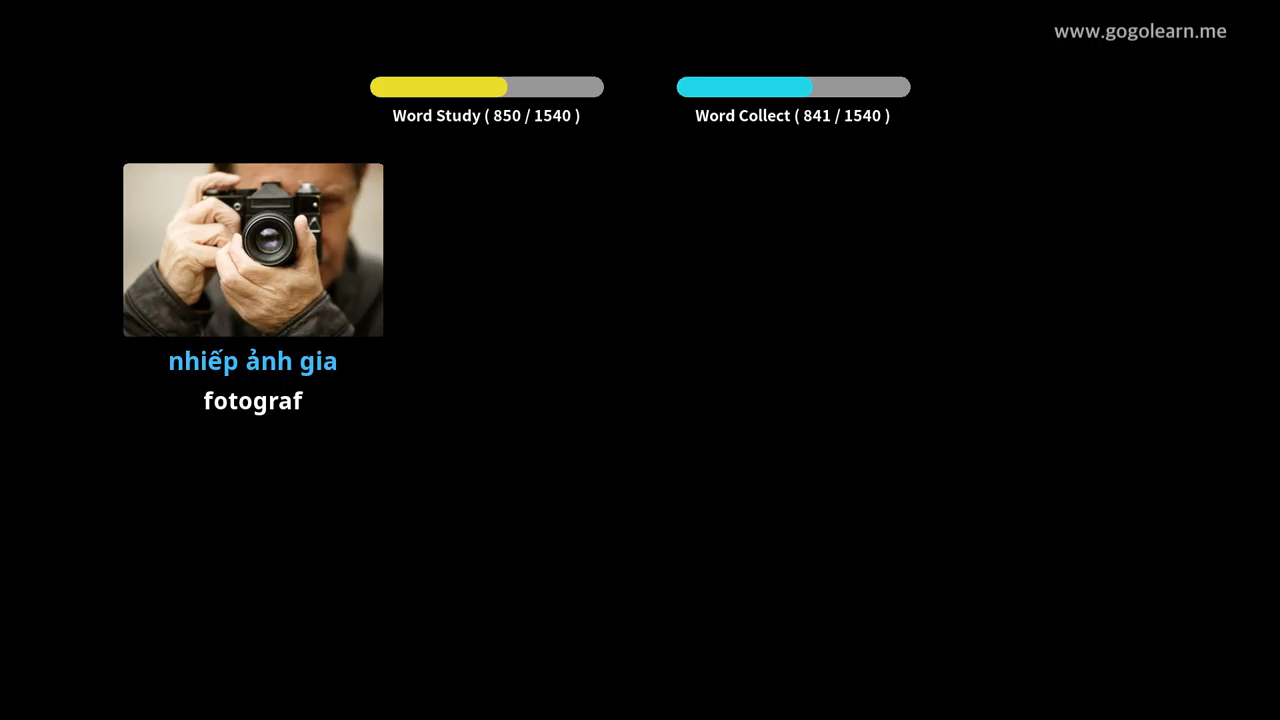 www.gogolearn.me
Word Study ( 850 / 1540 )
Word Collect ( 841 / 1540 )
nhiếp ảnh gia
fotograf